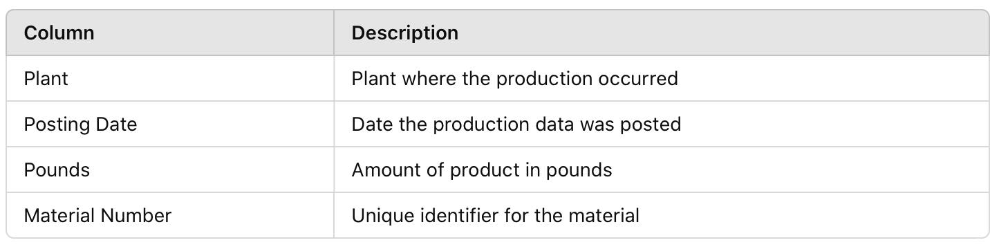 Column Description
Plant Plant where the production occurred
Posting Date Date the production data was posted
Pounds Amount of product in pounds
Material Number Unique identifier for the material